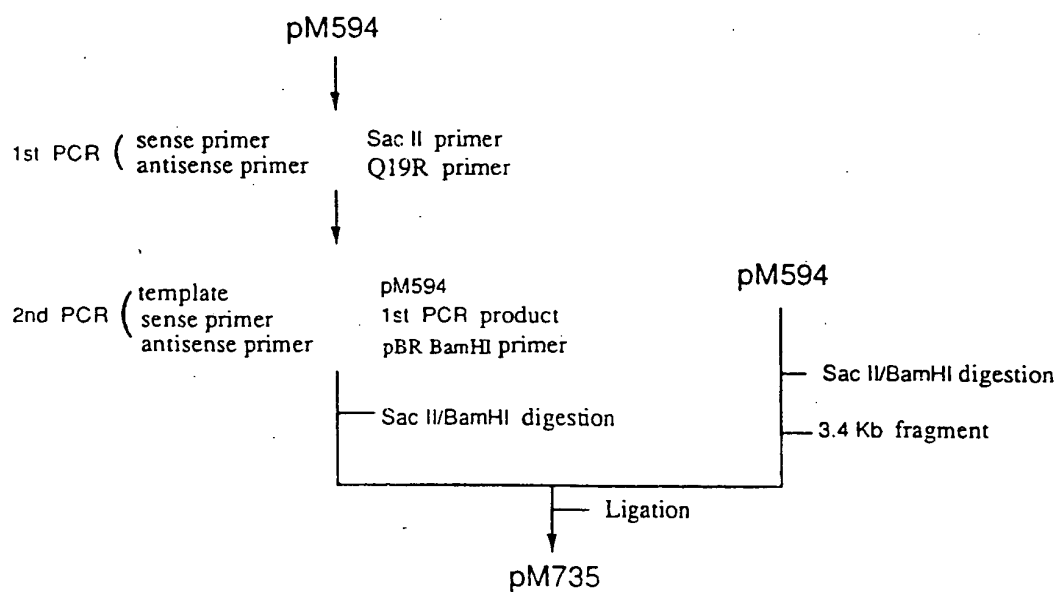 pM594
1st PCR ( sense primer Sac II primer
antisense primer Q19R primer
pM594
2nd PCR ( template pM594
sense primer 1st PCR product
antisense primer pBR BamHI primer
Sac II/BamHI digestion
Sac II/BamHI digestion
3.4 Kb fragment
Ligation
pM735